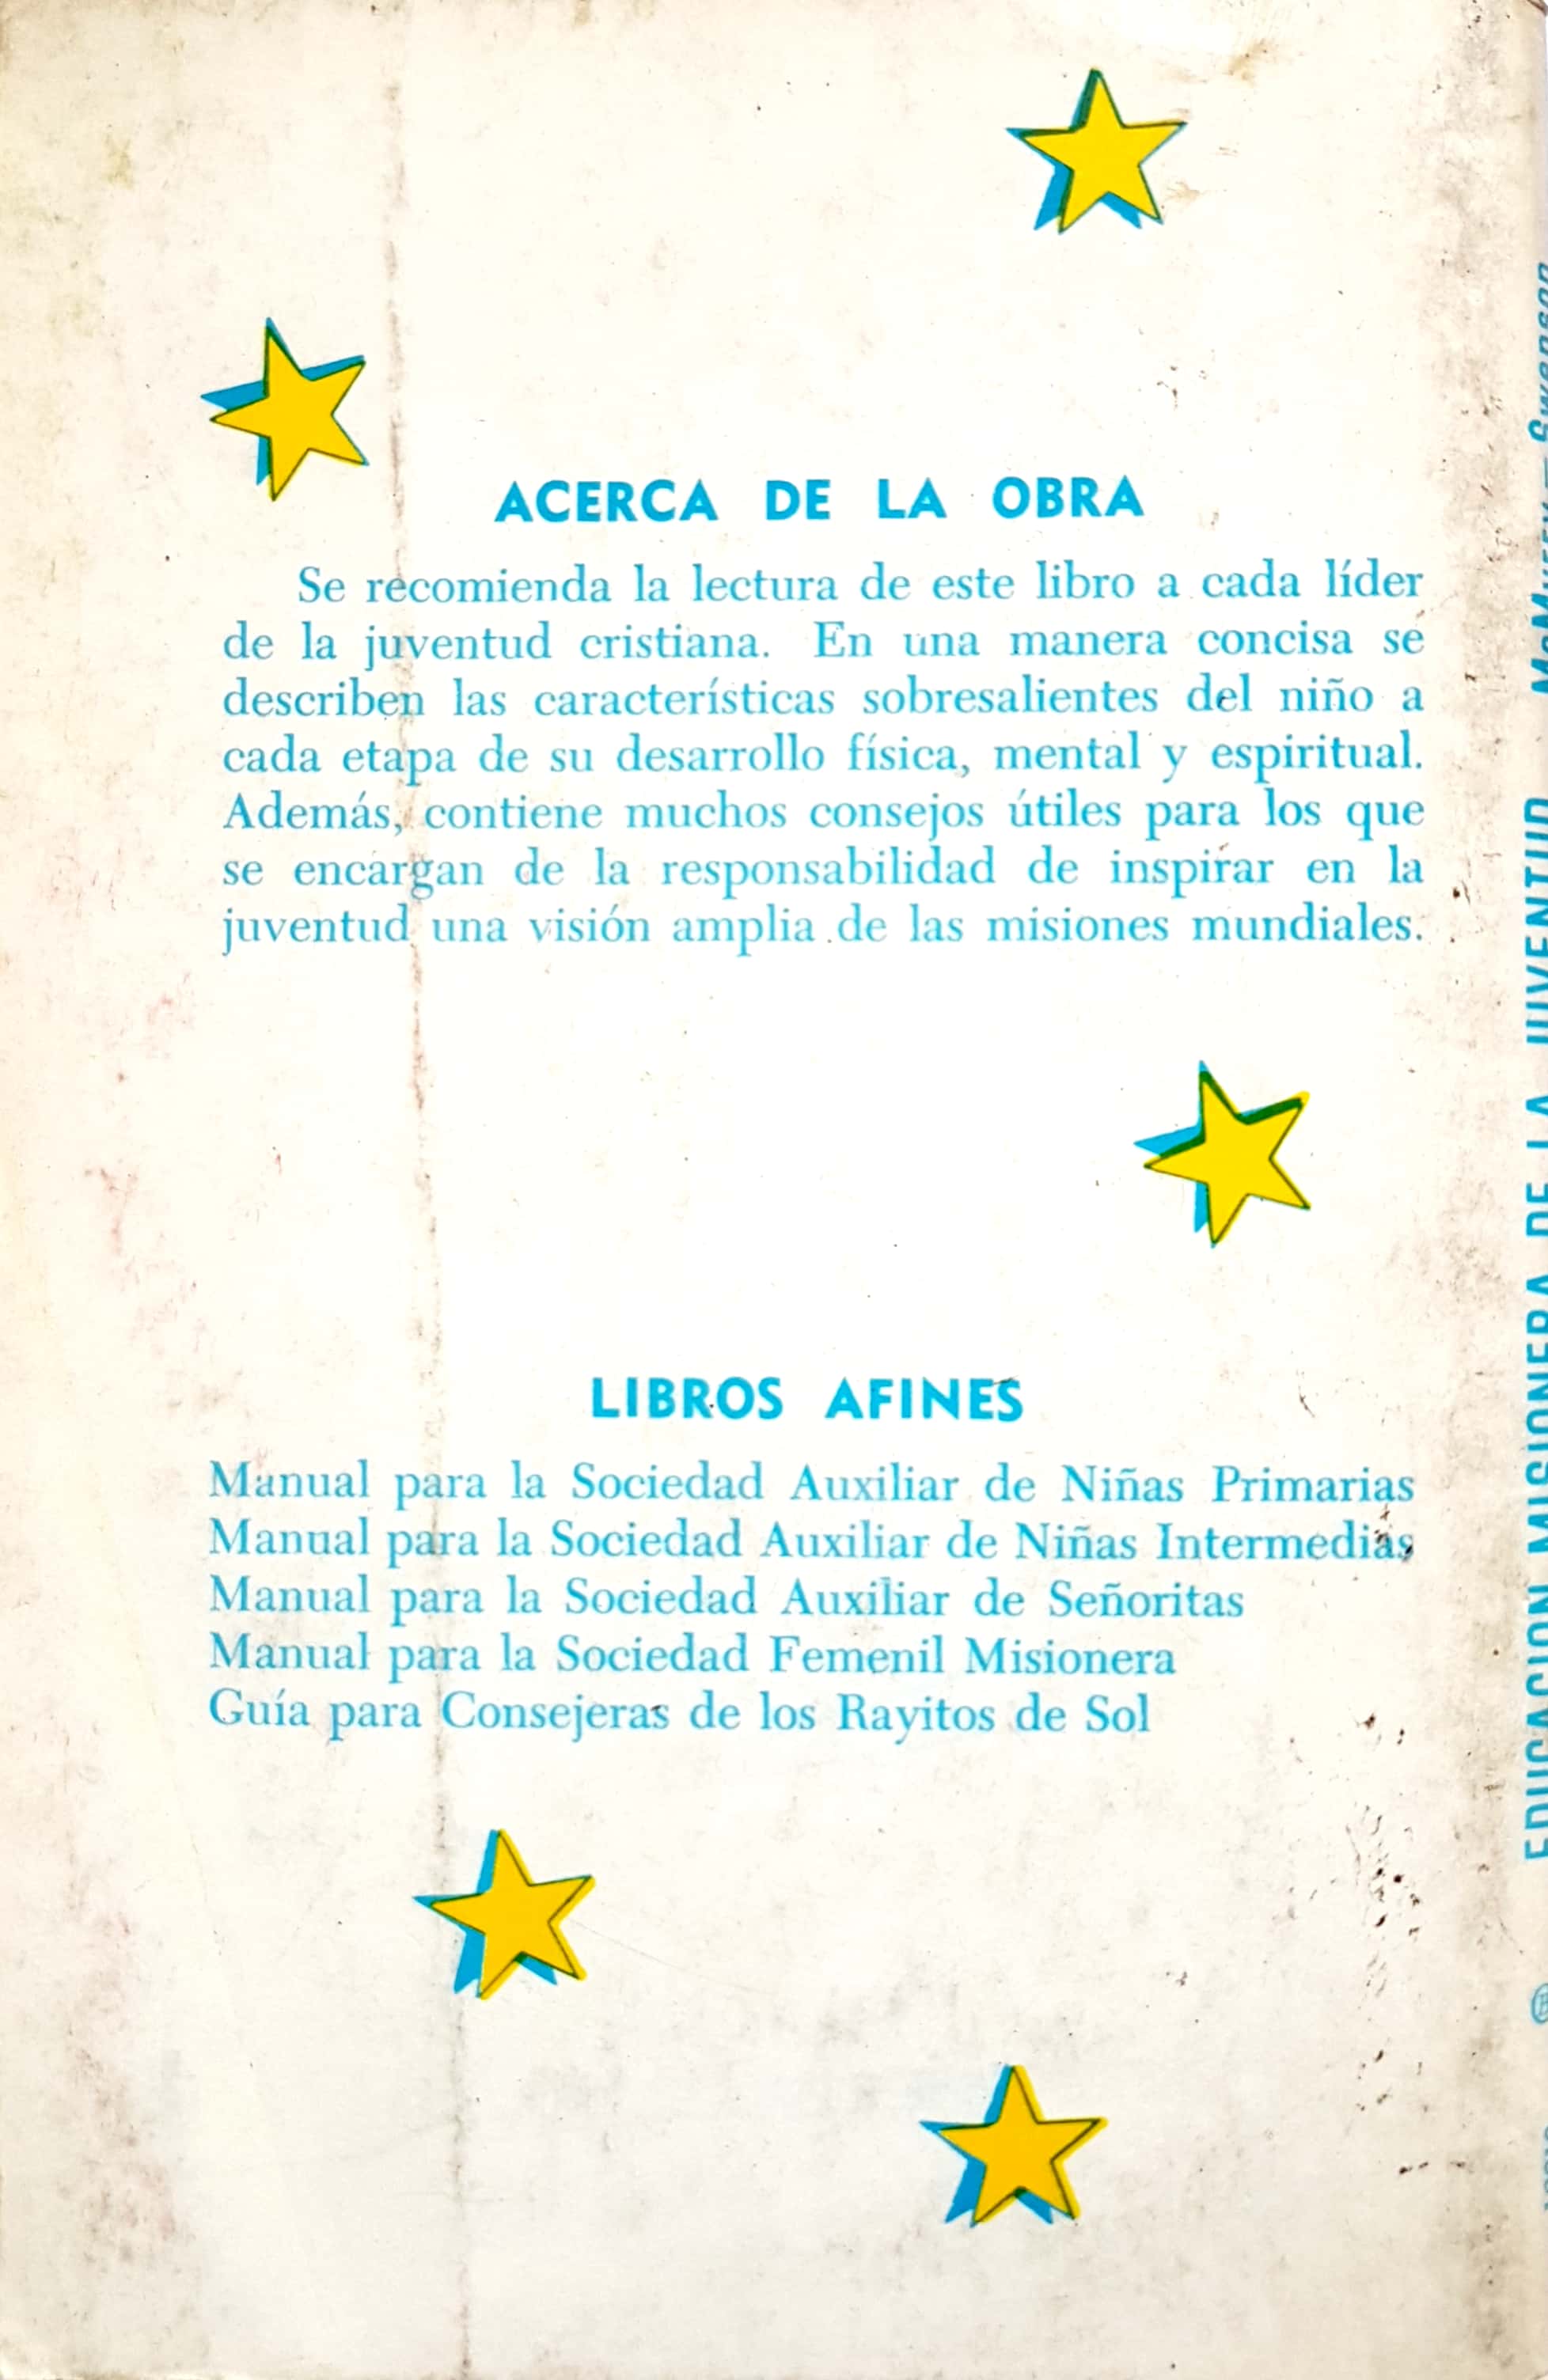 ACERCA DE LA OBRA
Se recomienda la lectura de este libro a cada líder
de la juventud cristiana. En una manera concisa se
describen las características sobresalientes del niño a
cada etapa de su desarrollo física, mental y espiritual.
Además, contiene muchos consejos útiles para los que
se encargan de la responsabilidad de inspirar en la
juventud una visión amplia de las misiones mundiales.
LIBROS AFINES
Manual para la Sociedad Auxiliar de Niñas Primarias
Manual para la Sociedad Auxiliar de Niñas Intermedias
Manual para la Sociedad Auxiliar de Señoritas
Manual para la Sociedad Femenil Misionera
Guía para Consejeras de los Rayitos de Sol
EDUCACION MISIONERA DE LA JUVENTUD Swenson